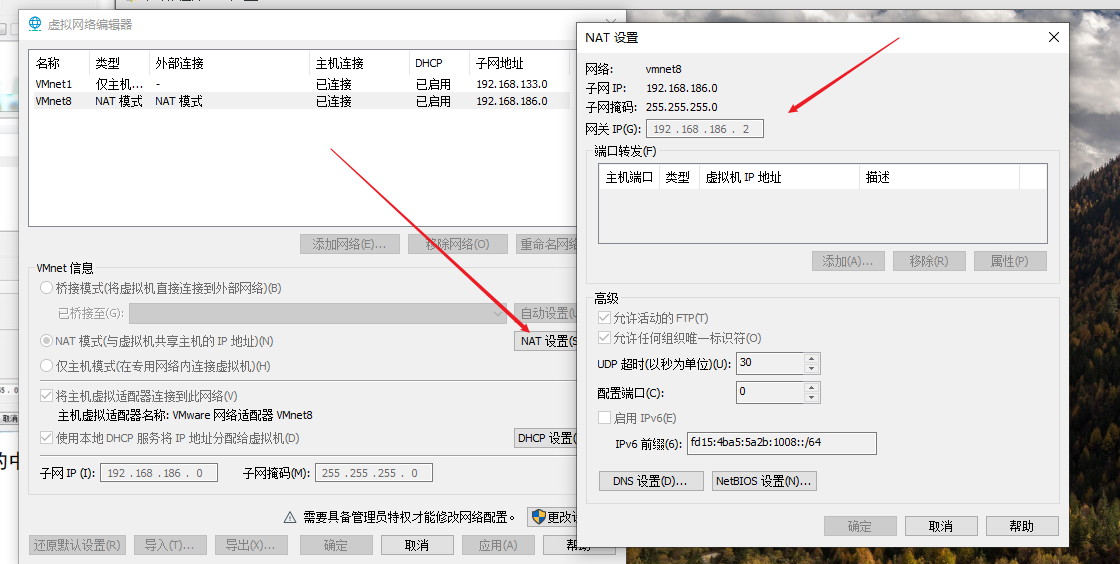 虚拟网络编辑器
名称 类型 外部连接 主机连接 DHCP 子网地址
VMnet1 仅主机... - 已连接 已启用 192.168.133.0
VMnet8 NAT 模式 NAT 模式 已连接 已启用 192.168.186.0
添加网络(E)... 移除网络(O) 重命名网络
VMnet 信息
桥接模式(将虚拟机直接连接到外部网络)(B)
已桥接至(G): 自动设置(U
NAT 模式(与虚拟机共享主机的 IP 地址)(N) NAT 设置(S
仅主机模式(在专用网络内连接虚拟机)(H)
将主机虚拟适配器连接到此网络(V)
主机虚拟适配器名称: VMware 网络适配器 VMnet8
使用本地 DHCP 服务将 IP 地址分配给虚拟机(D) DHCP 设置(
子网 IP (I): 192 . 168 . 186 . 0 子网掩码(M): 255 . 255 . 255 . 0
需要具备管理员特权才能修改网络配置。 更改
还原默认设置(R) 导入(T)... 导出(X)... 确定 取消 应用(A) 帮助
NAT 设置
网络: vmnet8
子网 IP: 192.168.186.0
子网掩码: 255.255.255.0
网关 IP(G): 192 . 168 . 186 . 2
端口转发(F)
主机端口 类型 虚拟机 IP 地址 描述
添加(A)... 移除(R) 属性(P)
高级
允许活动的 FTP(T)
允许任何组织唯一标识符(O)
UDP 超时(以秒为单位)(U): 30
配置端口(C): 0
启用 IPv6(E)
IPv6 前缀(6): fd15:4ba5:5a2b:1008::/64
DNS 设置(D)... NetBIOS 设置(N)...
确定 取消 帮助
取消
的中